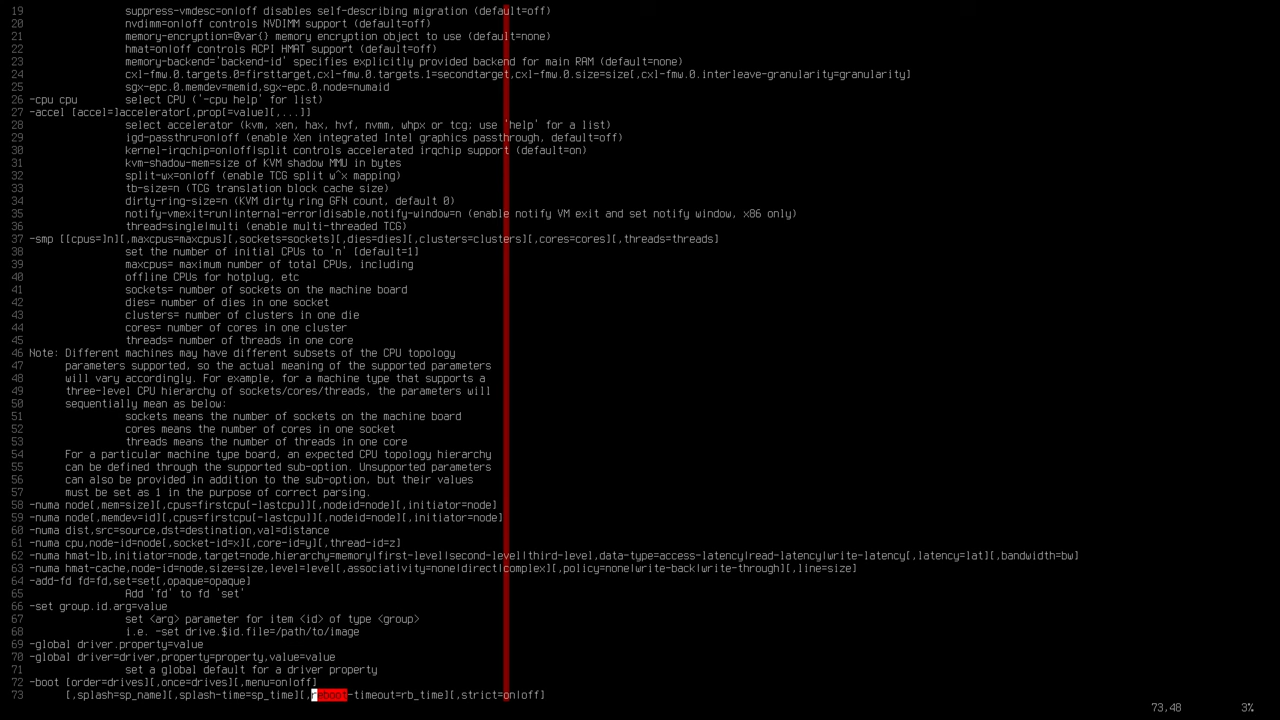 19                 suppress-vmdesc=on|off disables self-describing migration (default=off)
20                 nvdimm=on|off controls NVDIMM support (default=off)
21                 memory-encryption=@var{} memory encryption object to use (default=none)
22                 hmat=on|off controls ACPI HMAT support (default=off)
23                 memory-backend='backend-id' specifies explicitly provided backend for main RAM (default=none)
24                 cxl-fmw.0.targets.0=firsttarget,cxl-fmw.0.targets.1=secondtarget,cxl-fmw.0.size=size[,cxl-fmw.0.interleave-granularity=granularity]
25                 sgx-epc.0.memdev=memid,sgx-epc.0.node=numaid
26 -cpu cpu        select CPU ('-cpu help' for list)
27 -accel [accel=]accelerator[,prop[=value][,...]]
28                 select accelerator (kvm, xen, hax, hvf, nvmm, whpx or tcg; use 'help' for a list)
29                 igd-passthru=on|off (enable Xen integrated Intel graphics passthrough, default=off)
30                 kernel-irqchip=on|off|split controls accelerated irqchip support (default=on)
31                 kvm-shadow-mem=size of KVM shadow MMU in bytes
32                 split-wx=on|off (enable TCG split w^x mapping)
33                 tb-size=n (TCG translation block cache size)
34                 dirty-ring-size=n (KVM dirty ring GFN count, default 0)
35                 notify-vmexit=run|internal-error|disable,notify-window=n (enable notify VM exit and set notify window, x86 only)
36                 thread=single|multi (enable multi-threaded TCG)
37 -smp [[cpus=]n][,maxcpus=maxcpus][,sockets=sockets][,dies=dies][,clusters=clusters][,cores=cores][,threads=threads]
38                 set the number of initial CPUs to 'n' [default=1]
39                 maxcpus= maximum number of total CPUs, including
40                 offline CPUs for hotplug, etc
41                 sockets= number of sockets on the machine board
42                 dies= number of dies in one socket
43                 clusters= number of clusters in one die
44                 cores= number of cores in one cluster
45                 threads= number of threads in one core
46 Note: Different machines may have different subsets of the CPU topology
47       parameters supported, so the actual meaning of the supported parameters
48       will vary accordingly. For example, for a machine type that supports a
49       three-level CPU hierarchy of sockets/cores/threads, the parameters will
50       sequentially mean as below:
51                 sockets means the number of sockets on the machine board
52                 cores means the number of cores in one socket
53                 threads means the number of threads in one core
54       For a particular machine type board, an expected CPU topology hierarchy
55       can be defined through the supported sub-option. Unsupported parameters
56       can also be provided in addition to the sub-option, but their values
57       must be set as 1 in the purpose of correct parsing.
58 -numa node[,mem=size][,cpus=firstcpu[-lastcpu]][,nodeid=node][,initiator=node]
59 -numa node[,memdev=id][,cpus=firstcpu[-lastcpu]][,nodeid=node][,initiator=node]
60 -numa dist,src=source,dst=destination,val=distance
61 -numa cpu,node-id=node[,socket-id=x][,core-id=y][,thread-id=z]
62 -numa hmat-lb,initiator=node,target=node,hierarchy=memory|first-level|second-level|third-level,data-type=access-latency|read-latency|write-latency[,latency=lat][,bandwidth=bw]
63 -numa hmat-cache,node-id=node,size=size,level=level[,associativity=none|direct|complex][,policy=none|write-back|write-through][,line=size]
64 -add-fd fd=fd,set=set[,opaque=opaque]
65                 Add 'fd' to fd 'set'
66 -set group.id.arg=value
67                 set <arg> parameter for item <id> of type <group>
68                 i.e. -set drive.$id.file=/path/to/image
69 -global driver.property=value
70 -global driver=driver,property=property,value=value
71                 set a global default for a driver property
72 -boot [order=drives][,once=drives][,menu=on|off]
73       [,splash=sp_name][,splash-time=sp_time][,reboot-timeout=rb_time][,strict=on|off]
73,48 3%